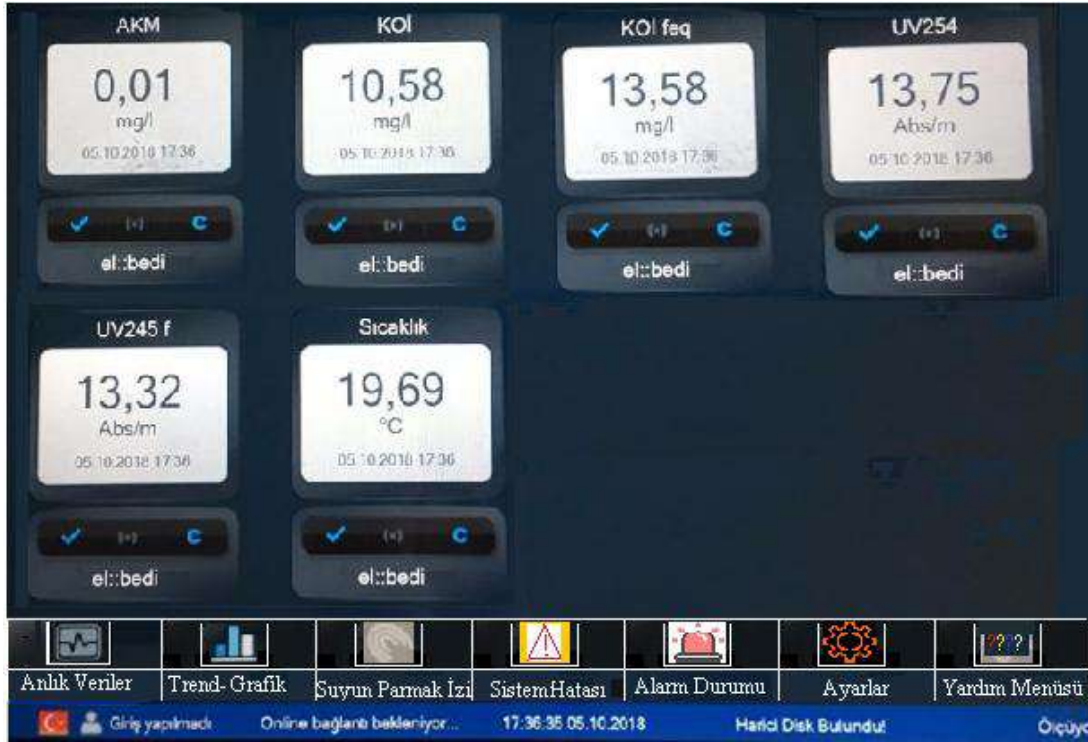 AKM
0,01
mg/l
05.10.2018 17:36
el::bedi
KOİ
10,58
mg/l
05.10.2018 17:36
el::bedi
KOI feq
13,58
mg/l
05.10.2018 17:36
el::bedi
UV254
13,75
Abs/m
05.10.2018 17:36
el::bedi
UV245 f
13,32
Abs/m
05.10.2018 17:36
el::bedi
Sıcaklık
19,69
°C
05.10.2018 17:36
el::bedi
Anlık Veriler
Trend- Grafik
Suyun Parmak İzi
SistemHatası
Alarm Durumu
Ayarlar
????
Yardım Menüsü
Giriş yapılmadı
Online bağlantı bekleniyor...
17:36:35 05.10.2018
Harici Disk Bulundu!
Ölçüyo